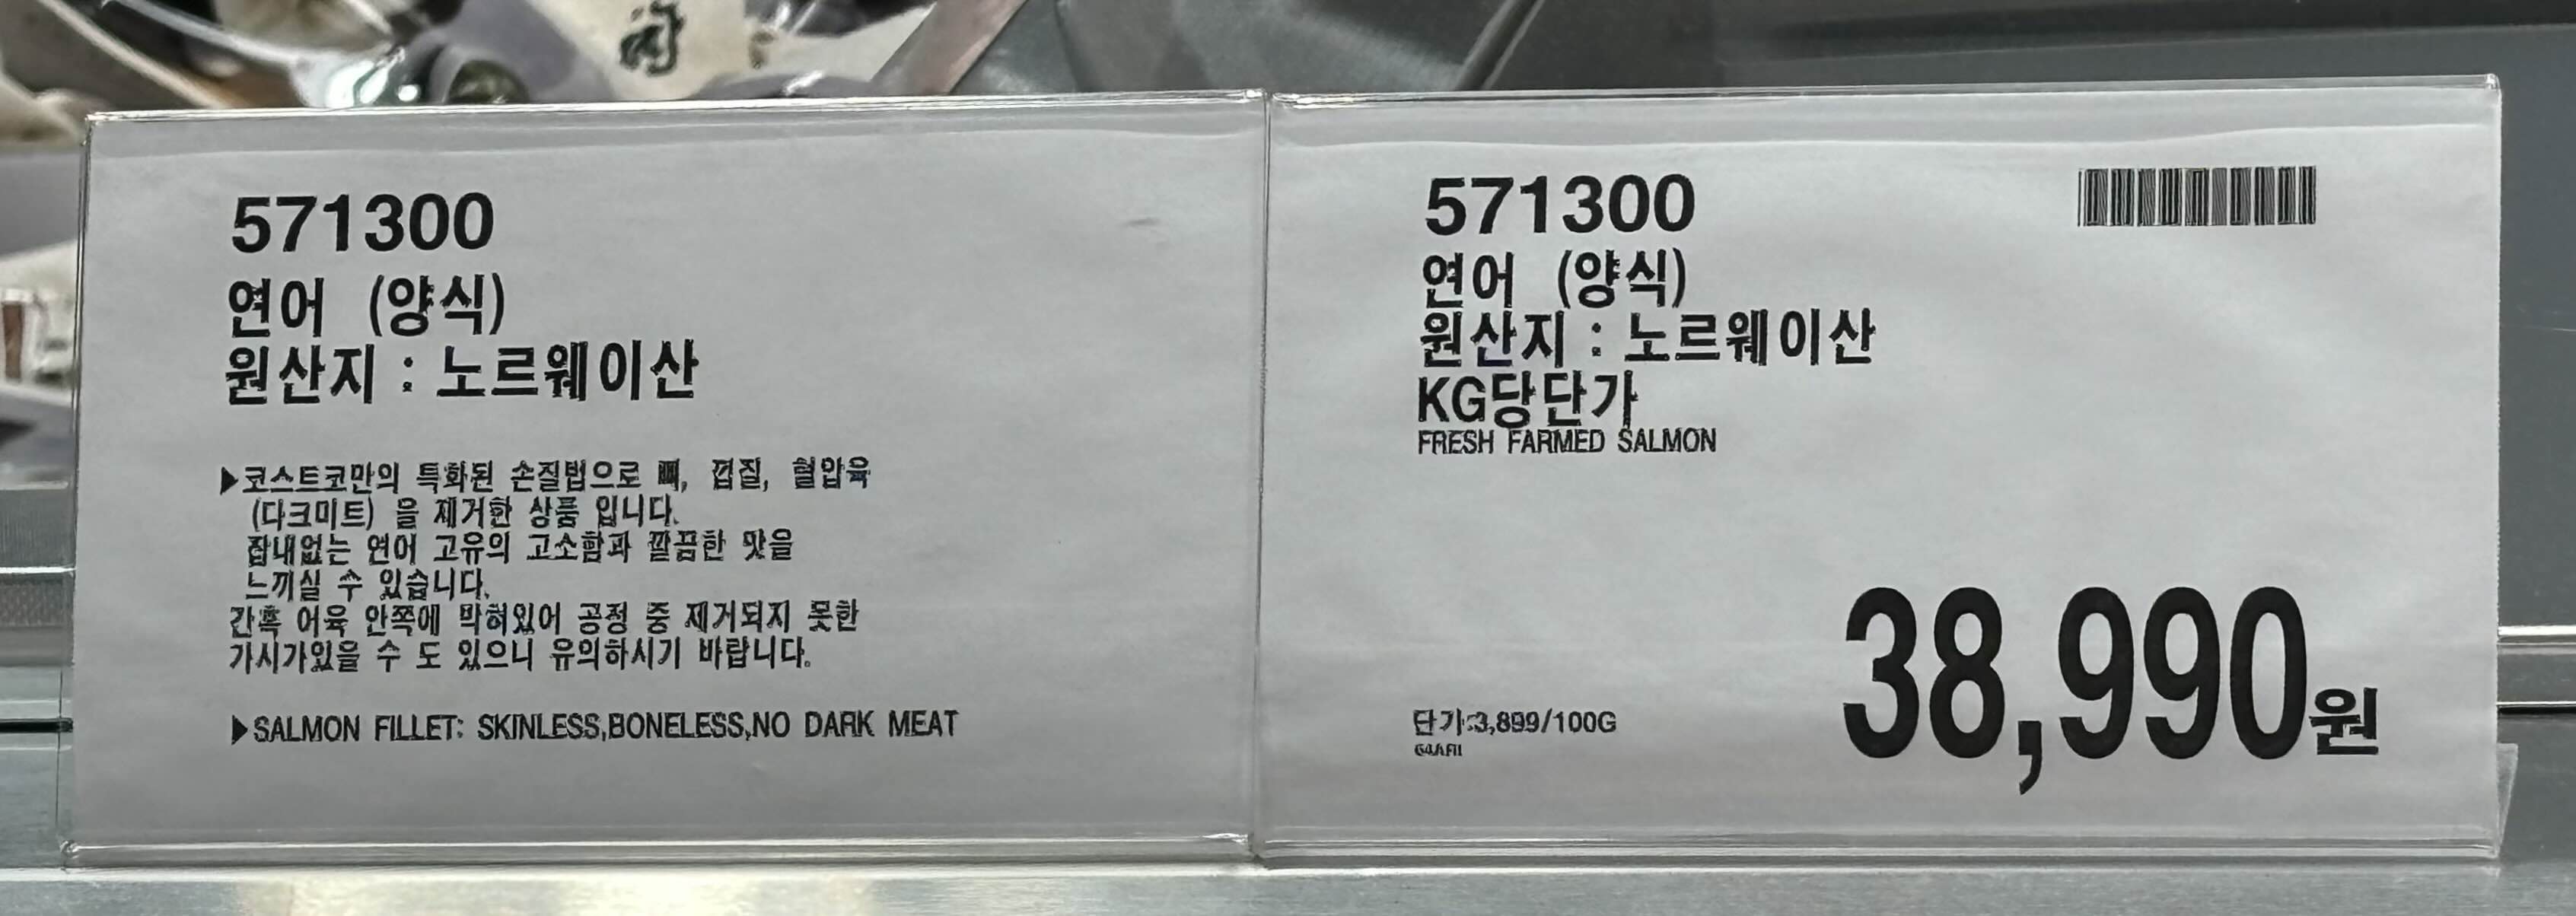 571300
연어 (양식)
원산지 : 노르웨이산
▶코스트코만의 특화된 손질법으로 뼈, 껍질, 혈압육
(다크미트) 을 제거한 상품 입니다.
잡내없는 연어 고유의 고소함과 깔끔한 맛을
느끼실 수 있습니다.
간혹 어육 안쪽에 박혀있어 공정 중 제거되지 못한
가시가있을 수 도 있으니 유의하시기 바랍니다.
▶SALMON FILLET: SKINLESS,BONELESS,NO DARK MEAT
571300
연어 (양식)
원산지 : 노르웨이산
KG당단가
FRESH FARMED SALMON
38,990원
단가:3,899/100G